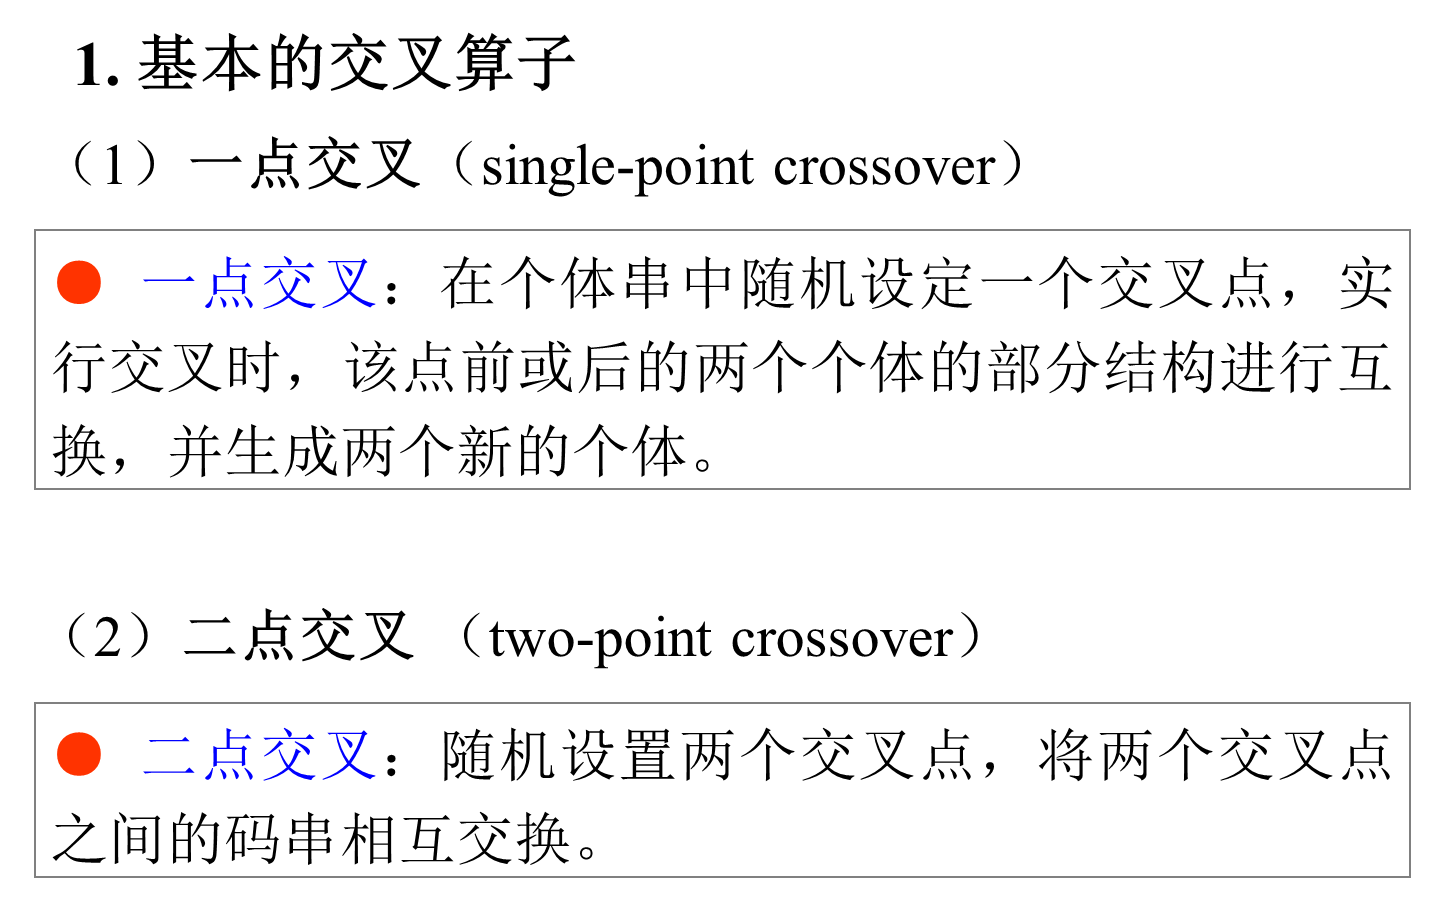 1. 基本的交叉算子
（1）一点交叉（single-point crossover）
● 一点交叉：在个体串中随机设定一个交叉点，实
行交叉时，该点前或后的两个个体的部分结构进行互
换，并生成两个新的个体。
（2）二点交叉 （two-point crossover）
● 二点交叉：随机设置两个交叉点，将两个交叉点
之间的码串相互交换。